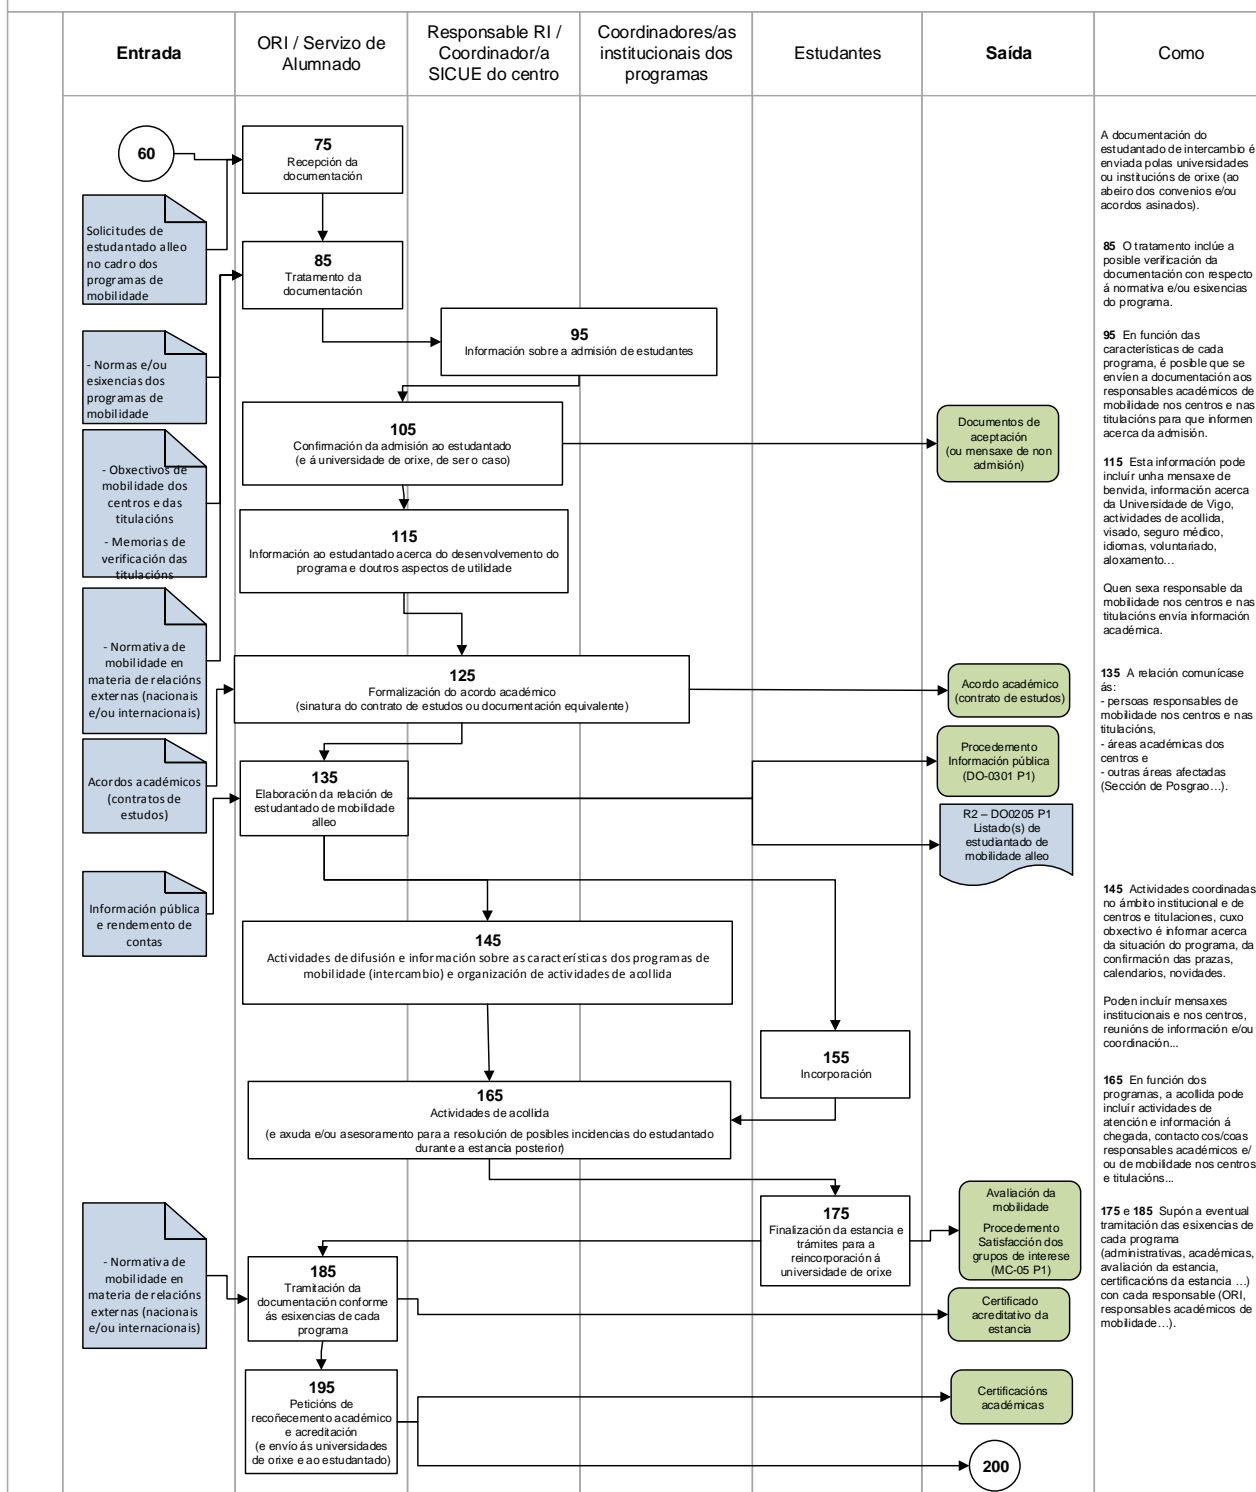 Entrada
ORI / Servizo de
Alumnado
Responsable RI /
Coordinador/a
SICUE do centro
Coordinadores/as
institucionais dos
programas
Estudantes
Saída
Como
60
75
Recepción da
documentación
Solicitudes de
estudantado alleo
no cadro dos
programas de
mobilidade
85
Tratamento da
documentación
95
Información sobre a admisión de estudantes
- Normas e/ou
esixencias dos
programas de
mobilidade
105
Confirmación da admisión ao estudantado
(e á universidade de orixe, de ser o caso)
Documentos de
aceptación
(ou mensaxe de non
admisión)
- Obxectivos de
mobilidade dos
centros e das
titulacións
- Memorias de
verificación das
titulacións
115
Información ao estudantado acerca do desenvolvemento do
programa e doutros aspectos de utilidade
- Normativa de
mobilidade en
materia de relacións
externas (nacionais
e/ou internacionais)
125
Formalización do acordo académico
(sinatura do contrato de estudos ou documentación equivalente)
Acordo académico
(contrato de estudos)
Acordos académicos
(contratos de
estudos)
135
Elaboración da relación de
estudantado de mobilidade
alleo
Procedemento
Información pública
(DO-0301 P1)
R2 – DO0205 P1
Listado(s) de
estudiantado de
mobilidade alleo
Información pública
e rendemento de
contas
145
Actividades de difusión e información sobre as características dos programas de
mobilidade (intercambio) e organización de actividades de acollida
155
Incorporación
165
Actividades de acollida
(e axuda e/ou asesoramento para a resolución de posibles incidencias do estudantado
durante a estancia posterior)
175
Finalización da estancia e
trámites para a
reincorporación á
universidade de orixe
Avaliación da
mobilidade
Procedemento
Satisfacción dos
grupos de interese
(MC-05 P1)
- Normativa de
mobilidade en
materia de relacións
externas (nacionais
e/ou internacionais)
185
Tramitación da
documentación conforme
ás esixencias de cada
programa
Certificado
acreditativo da
estancia
195
Peticións de
recoñecemento académico
e acreditación
(e envío ás universidades
de orixe e ao estudantado)
Certificacións
académicas
200
A documentación do
estudantado de intercambio é
enviada polas universidades
ou institucións de orixe (ao
abeiro dos convenios e/ou
acordos asinados).
85 O tratamento inclúe a
posible verificación da
documentación con respecto
á normativa e/ou esixencias
do programa.
95 En función das
características de cada
programa, é posible que se
envíen a documentación aos
responsables académicos de
mobilidade nos centros e nas
titulacións para que informen
acerca da admisión.
115 Esta información pode
incluír unha mensaxe de
benvida, información acerca
da Universidade de Vigo,
actividades de acollida,
visado, seguro médico,
idiomas, voluntariado,
aloxamento...
Quen sexa responsable da
mobilidade nos centros e nas
titulacións envía información
académica.
135 A relación comunícase
ás:
- persoas responsables de
mobilidade nos centros e nas
titulacións,
- áreas académicas dos
centros e
- outras áreas afectadas
(Sección de Posgrao...).
145 Actividades coordinadas
no ámbito institucional e de
centros e titulaciones, cuxo
obxectivo é informar acerca
da situación do programa, da
confirmación das prazas,
calendarios, novidades.
Poden incluír mensaxes
institucionais e nos centros,
reunións de información e/ou
coordinación...
165 En función dos
programas, a acollida pode
incluír actividades de
atención e información á
chegada, contacto cos/coas
responsables académicos e/
ou de mobilidade nos centros
e titulacións...
175 e 185 Supón a eventual
tramitación das esixencias de
cada programa
(administrativas, académicas,
avaliación da estancia,
certificacións da estancia ...)
con cada responsable (ORI,
responsables académicos de
mobilidade...).